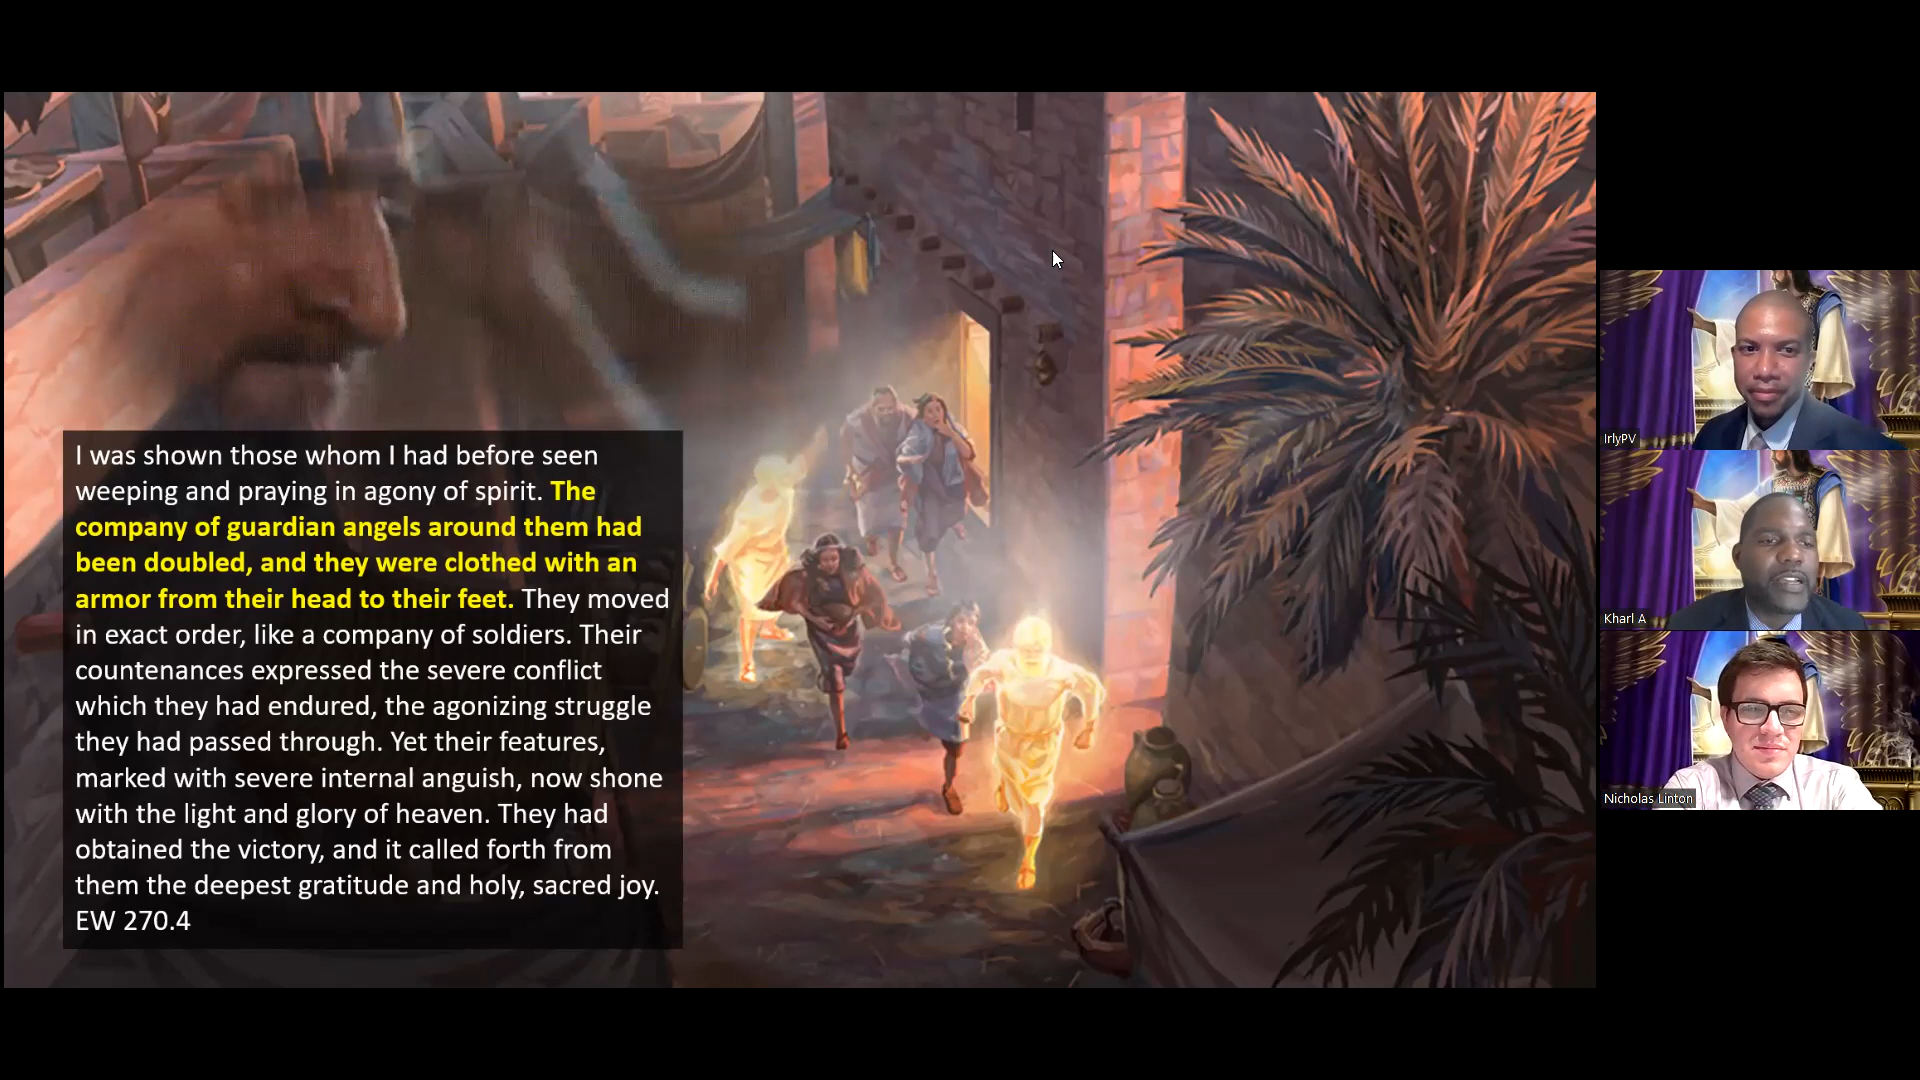 I was shown those whom I had before seen
weeping and praying in agony of spirit. The
company of guardian angels around them had
been doubled, and they were clothed with an
armor from their head to their feet. They moved
in exact order, like a company of soldiers. Their
countenances expressed the severe conflict
which they had endured, the agonizing struggle
they had passed through. Yet their features,
marked with severe internal anguish, now shone
with the light and glory of heaven. They had
obtained the victory, and it called forth from
them the deepest gratitude and holy, sacred joy.
EW 270.4
IrlyPV
Kharl A
Nicholas Linton